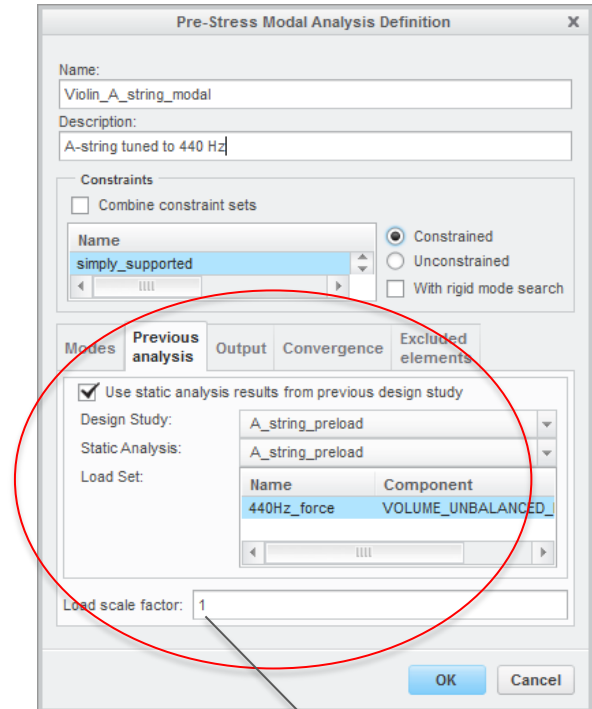 Pre-Stress Modal Analysis Definition X
Name:
Violin_A_string_modal
Description:
A-string tuned to 440 Hz
Constraints
Combine constraint sets
Name
simply_supported
Constrained
Unconstrained
With rigid mode search
Modes Previous analysis Output Convergence Excluded elements
Use static analysis results from previous design study
Design Study: A_string_preload
Static Analysis: A_string_preload
Load Set:
Name Component
440Hz_force VOLUME_UNBALANCED_
Load scale factor: 1
OK Cancel